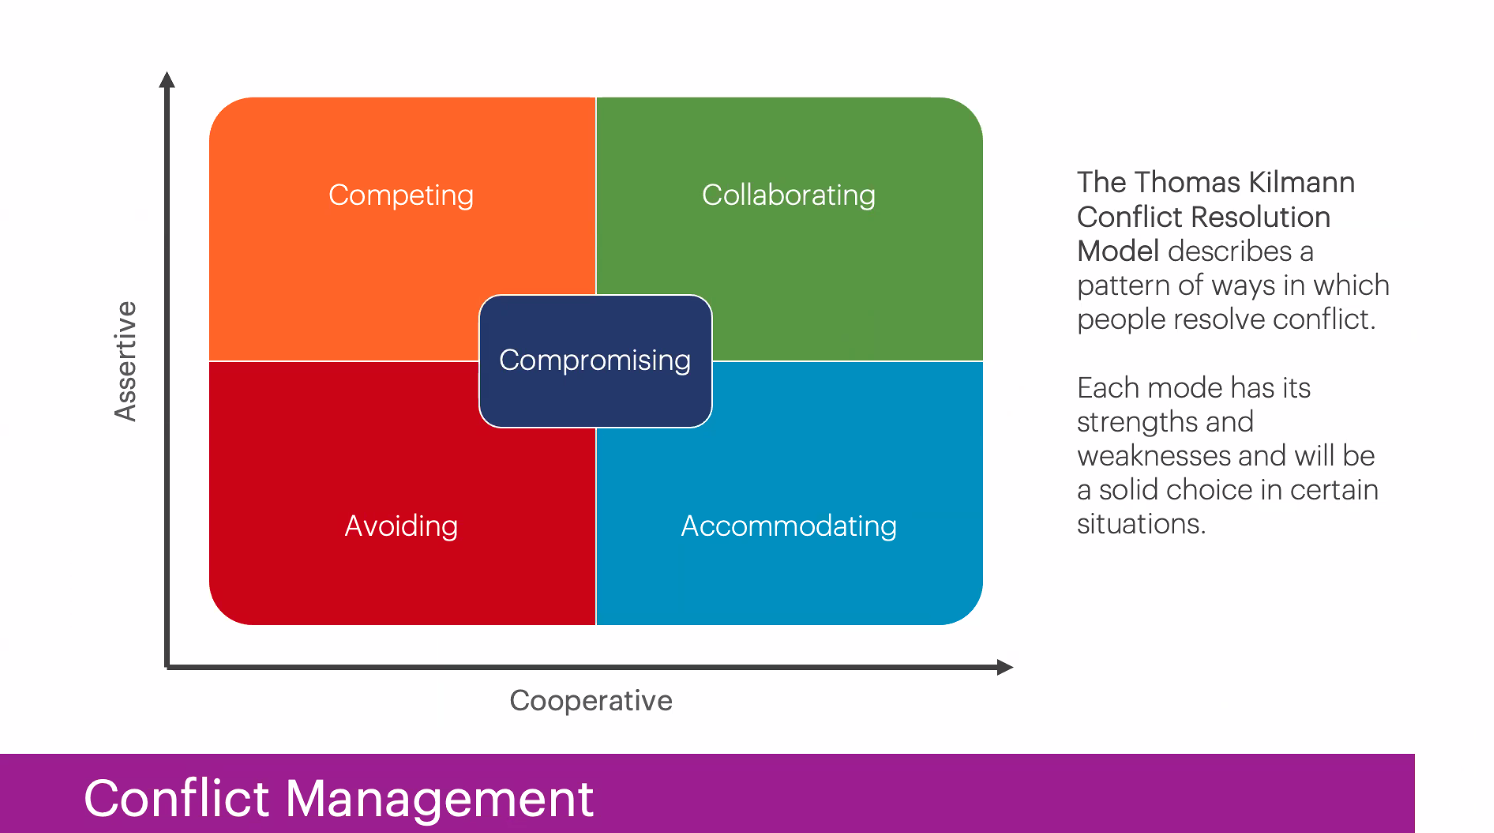 Competing
Collaborating
Compromising
Avoiding
Accommodating
Assertive
Cooperative
The Thomas Kilmann
Conflict Resolution
Model describes a
pattern of ways in which
people resolve conflict.
Each mode has its
strengths and
weaknesses and will be
a solid choice in certain
situations.
Conflict Management